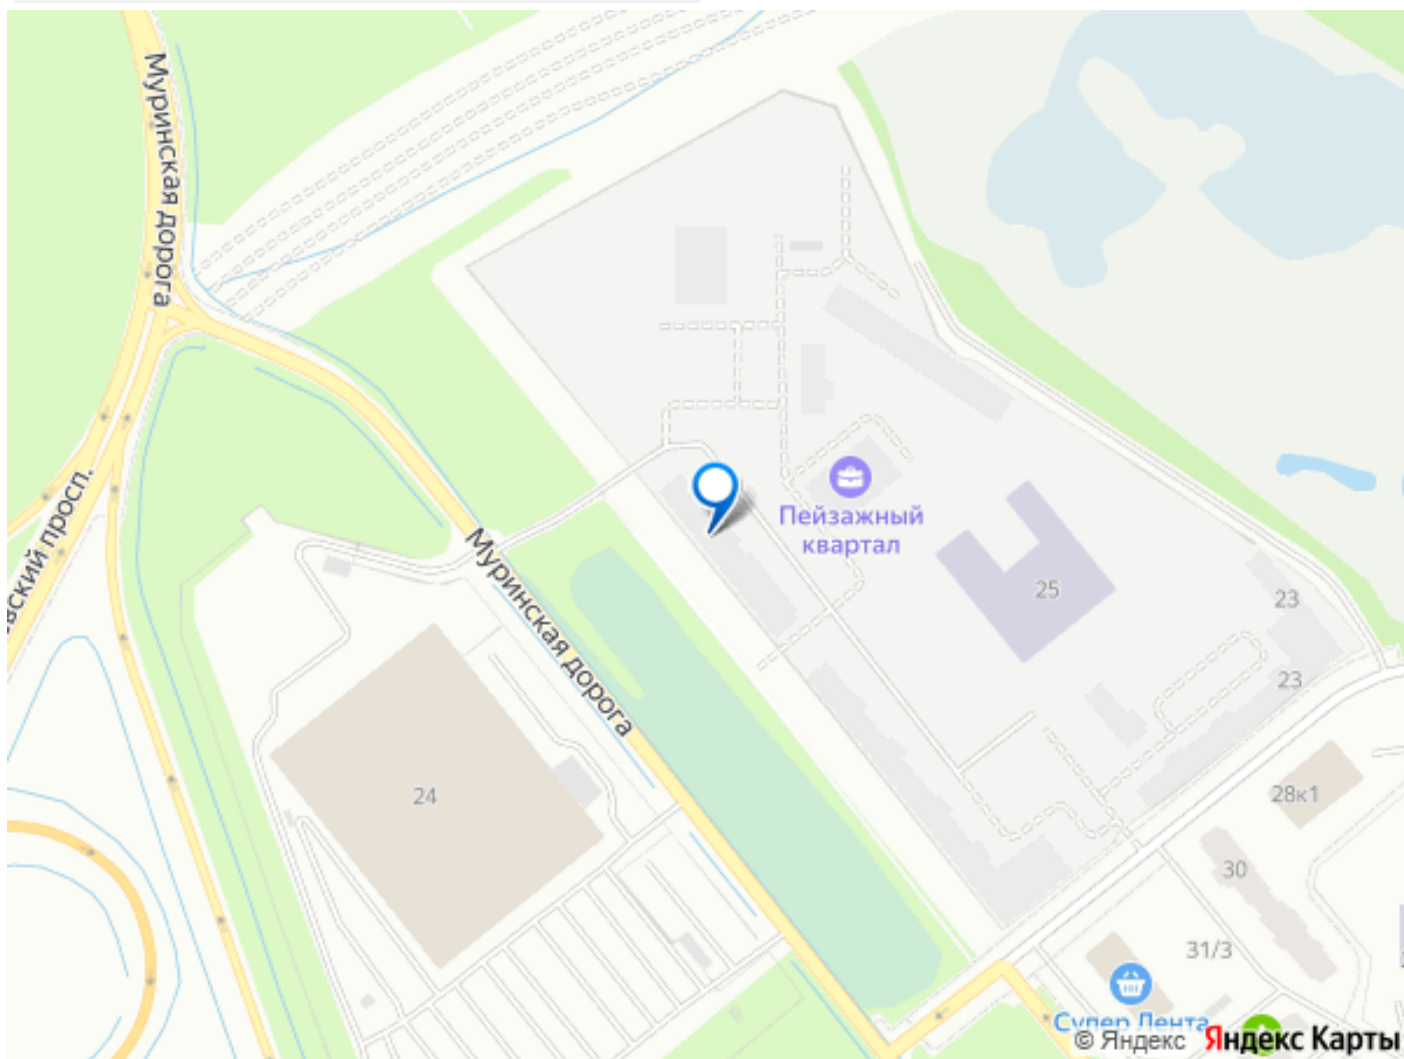 Муринская дорога
вский просп.
Муринская дорога
Пейзажный
квартал
25
23
23
24
28к1
30
31/3
Супер Лента
© Яндекс Яндекс Карты